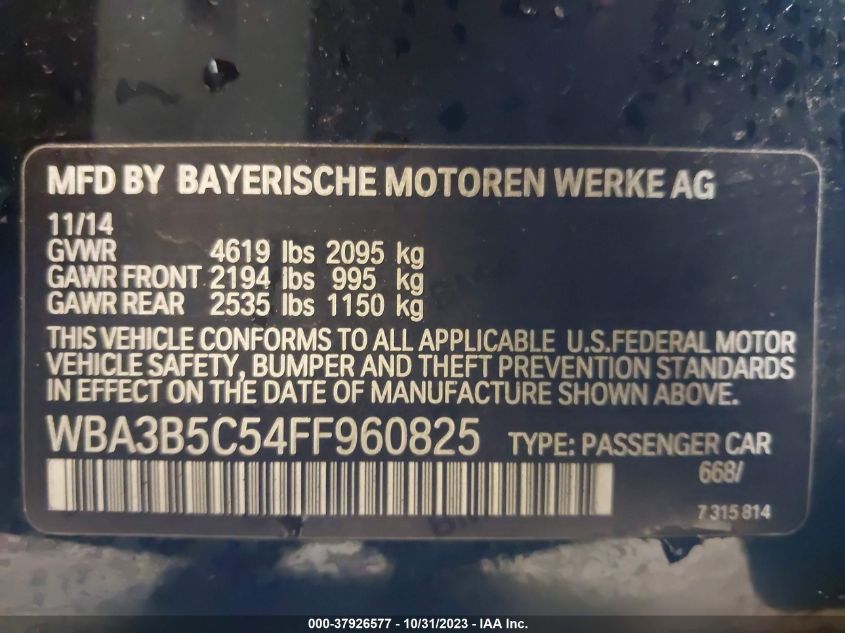 MFD BY BAYERISCHE MOTOREN WERKE AG
11/14
GVWR 4619 lbs 2095 kg
GAWR FRONT 2194 lbs 995 kg
GAWR REAR 2535 lbs 1150 kg
THIS VEHICLE CONFORMS TO ALL APPLICABLE U.S.FEDERAL MOTOR
VEHICLE SAFETY, BUMPER AND THEFT PREVENTION STANDARDS
IN EFFECT ON THE DATE OF MANUFACTURE SHOWN ABOVE.
WBA3B5C54FF960825 TYPE: PASSENGER CAR
668/
7 315 814
000-37926577 - 10/31/2023 - IAA Inc.